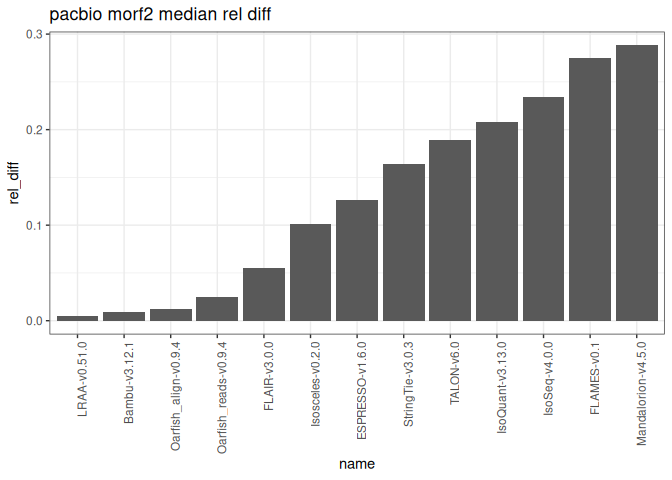 pacbio morf2 median rel diff
rel_diff
0.3
0.2
0.1
0.0
LRAA-v0.51.0
Bambu-v3.12.1
Oarfish_align-v0.9.4
Oarfish_reads-v0.9.4
FLAIR-v3.0.0
Isosceles-v0.2.0
ESPRESSO-v1.6.0
StringTie-v3.0.3
TALON-v6.0
IsoQuant-v3.13.0
IsoSeq-v4.0.0
FLAMES-v0.1
Mandalorion-v4.5.0
name